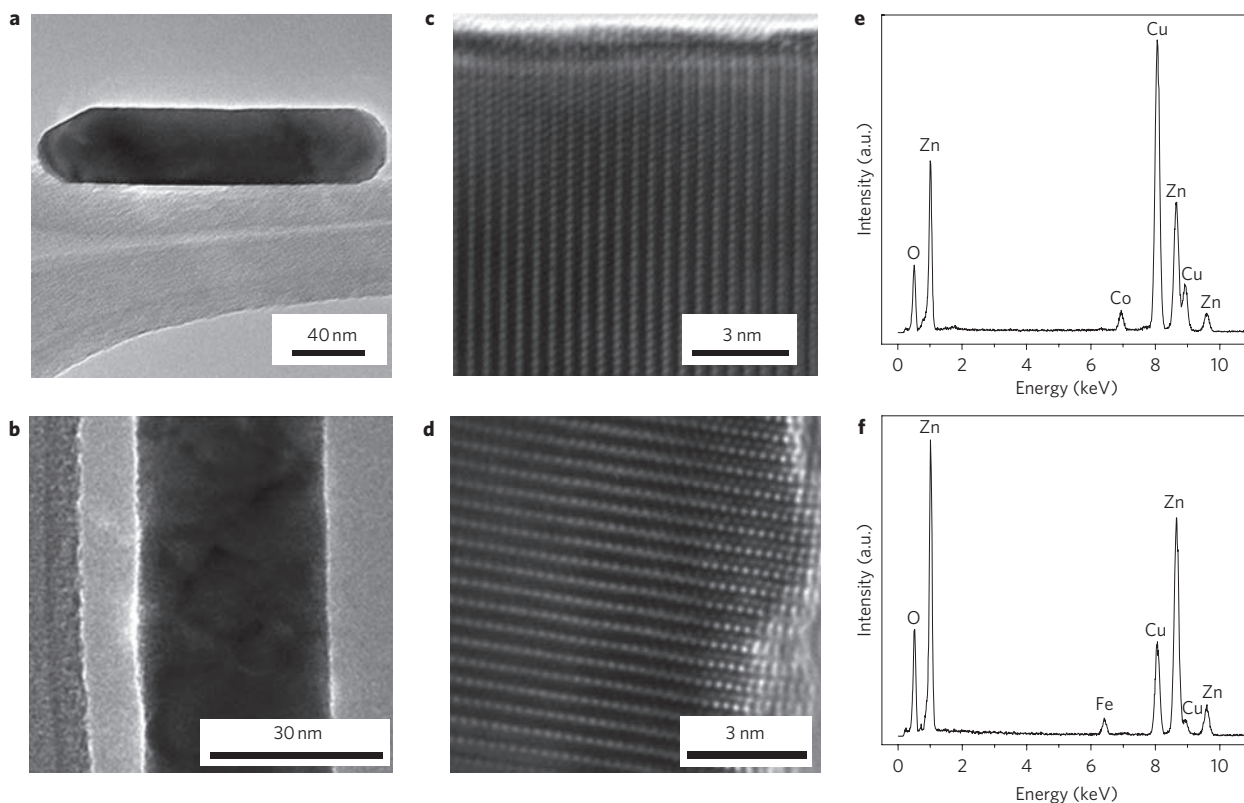 a
40 nm
b
30 nm
c
3 nm
d
3 nm
e
Intensity (a.u.)
O
Zn
Co
Cu
Zn
Cu
Zn
0 2 4 6 8 10
Energy (keV)
f
Intensity (a.u.)
O
Zn
Fe
Cu
Zn
Cu
Zn
0 2 4 6 8 10
Energy (keV)